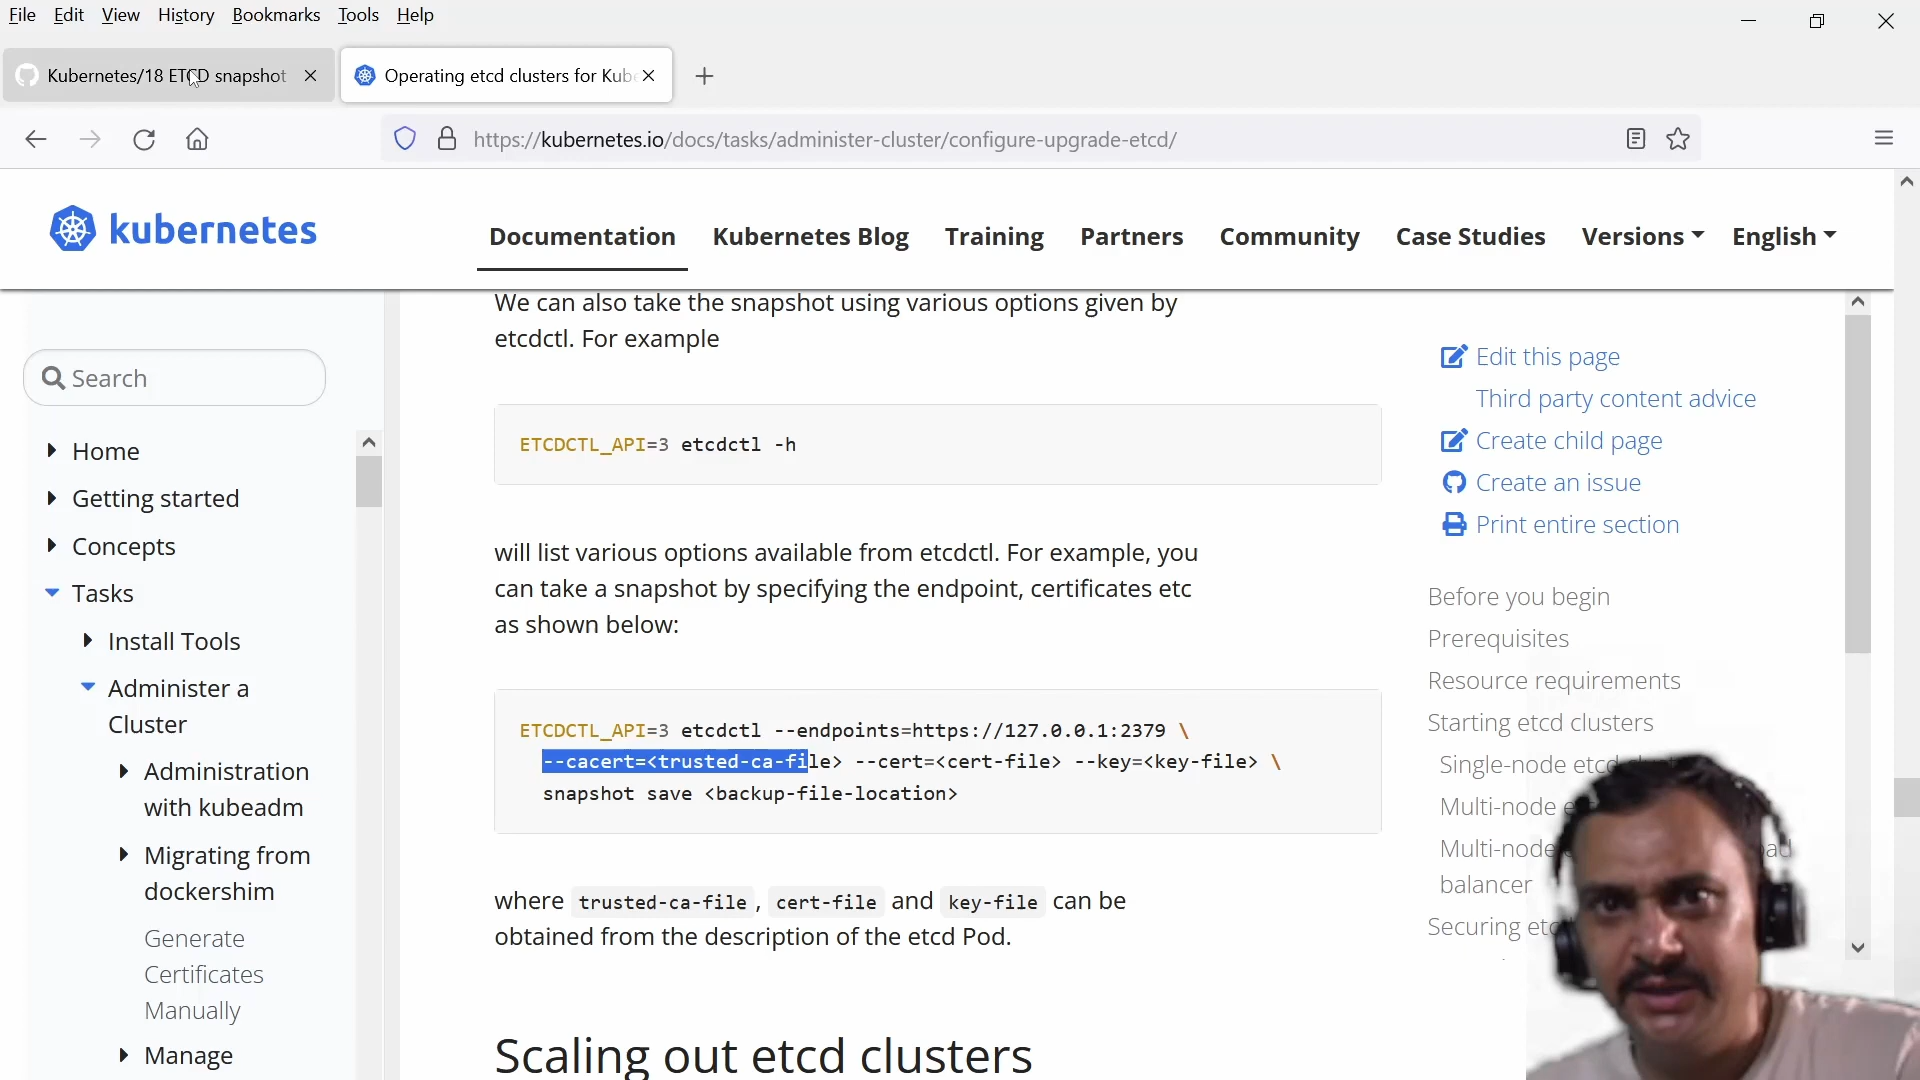 File Edit View History Bookmarks Tools Help
Kubernetes/18 ETCD snapshot
Operating etcd clusters for Kub
https://kubernetes.io/docs/tasks/administer-cluster/configure-upgrade-etcd/
kubernetes
Documentation Kubernetes Blog Training Partners Community Case Studies Versions English
Search
Home
Getting started
Concepts
Tasks
Install Tools
Administer a
Cluster
Administration
with kubeadm
Migrating from
dockershim
Generate
Certificates
Manually
Manage
We can also take the snapshot using various options given by
etcdctl. For example
ETCDCTL_API=3 etcdctl -h
will list various options available from etcdctl. For example, you
can take a snapshot by specifying the endpoint, certificates etc
as shown below:
ETCDCTL_API=3 etcdctl --endpoints=https://127.0.0.1:2379 \
--cacert=<trusted-ca-file> --cert=<cert-file> --key=<key-file> \
snapshot save <backup-file-location>
where trusted-ca-file, cert-file and key-file can be
obtained from the description of the etcd Pod.
Scaling out etcd clusters
Edit this page
Third party content advice
Create child page
Create an issue
Print entire section
Before you begin
Prerequisites
Resource requirements
Starting etcd clusters
Single-node etcd
Multi-node
Multi-node
balancer
Securing